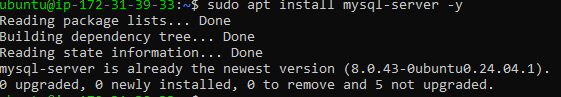 ubuntu@ip-172-31-39-33:~$ sudo apt install mysql-server -y
Reading package lists... Done
Building dependency tree... Done
Reading state information... Done
mysql-server is already the newest version (8.0.43-0ubuntu0.24.04.1).
0 upgraded, 0 newly installed, 0 to remove and 5 not upgraded.